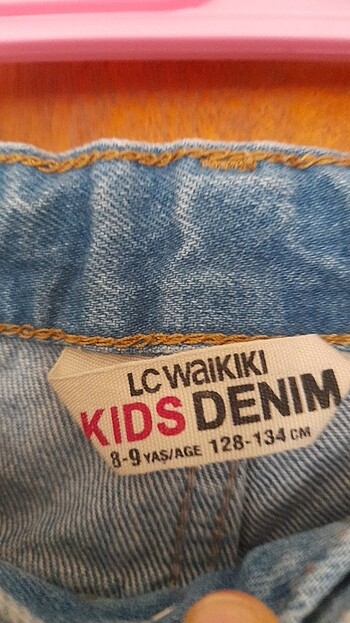 LC WAIKIKI
KIDS DENIM
8-9 YAŞ/AGE 128-134 CM